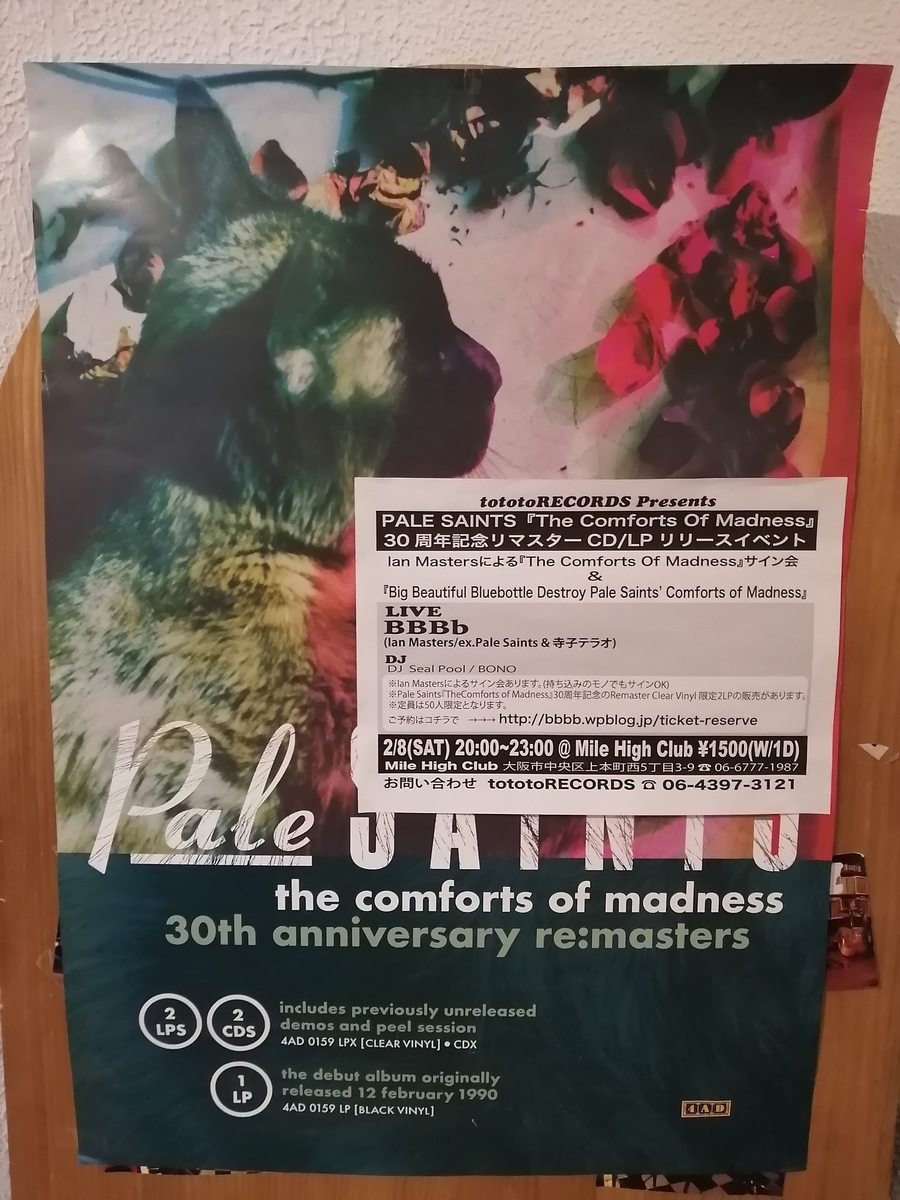 tototoRECORDS Presents
PALE SAINTS『The Comforts Of Madness』
30周年記念リマスター CD/LP リリースイベント
Ian Mastersによる『The Comforts Of Madness』サイン会
&
『Big Beautiful Bluebottle Destroy Pale Saints' Comforts of Madness』
LIVE
BBBb
(Ian Masters/ex.Pale Saints & 寺子テラオ)
DJ
DJ Seal Pool / BONO
※Ian Mastersによるサイン会あります。(持ち込みのモノでもサインOK)
※Pale Saints『TheComforts of Madness』30周年記念のRemaster Clear Vinyl 限定2LPの販売があります。
※定員は50人限定となります。
ご予約はコチラで →→→ http://bbbb.wpblog.jp/ticket-reserve
2/8(SAT) 20:00~23:00 @ Mile High Club ¥1500(W/1D)
Mile High Club 大阪市中央区上本町西5丁目3-9 ☎ 06-6777-1987
お問い合わせ tototoRECORDS ☎ 06-4397-3121
Pale SAINTS
the comforts of madness
30th anniversary re:masters
2 LPS
2 CDS
includes previously unreleased
demos and peel session
4AD 0159 LPX [CLEAR VINYL] • CDX
1 LP
the debut album originally
released 12 february 1990
4AD 0159 LP [BLACK VINYL]
4AD